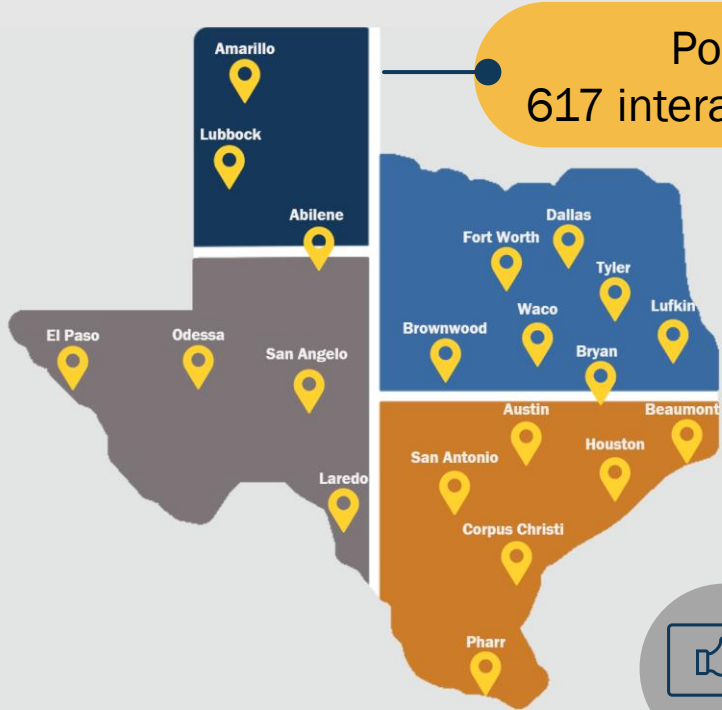 Amarillo
617 intera
Lubbock
Abilene
Dallas
Fort Worth
Tyler
Waco
Lufkin
Brownwood
El Paso
Odessa
San Angelo
Bryan
Austin
Beaumont
San Antonio
Houston
Laredo
Corpus Christi
Pharr